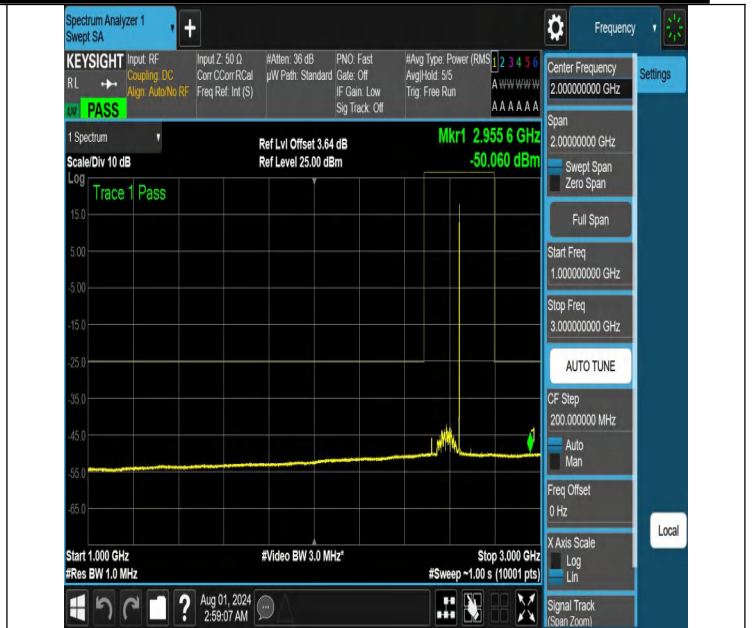 Spectrum Analyzer 1
Swept SA
+
Frequency
KEYSIGHT
RL
LXI PASS
Input: RF
Coupling: DC
Align: Auto/No RF
Input Z: 50 Ω
Corr CCorr RCal
Freq Ref: Int (S)
#Atten: 36 dB
µW Path: Standard
PNO: Fast
Gate: Off
IF Gain: Low
Sig Track: Off
#Avg Type: Power (RMS
Avg|Hold: 5/5
Trig: Free Run
1 2 3 4 5 6
A W W W W W
A A A A A A
1 Spectrum
Scale/Div 10 dB
Log
Ref Lvl Offset 3.64 dB
Ref Level 25.00 dBm
Mkr1 2.955 6 GHz
-50.060 dBm
Trace 1 Pass
15.0
5.00
-5.00
-15.0
-25.0
-35.0
-45.0
-55.0
-65.0
1
Start 1.000 GHz
#Res BW 1.0 MHz
#Video BW 3.0 MHz*
Stop 3.000 GHz
#Sweep ~1.00 s (10001 pts)
?
Aug 01, 2024
2:59:07 AM
Center Frequency
2.000000000 GHz
Settings
Span
2.00000000 GHz
Swept Span
Zero Span
Full Span
Start Freq
1.000000000 GHz
Stop Freq
3.000000000 GHz
AUTO TUNE
CF Step
200.000000 MHz
Auto
Man
Freq Offset
0 Hz
X Axis Scale
Log
Lin
Local
Signal Track
(Span Zoom)